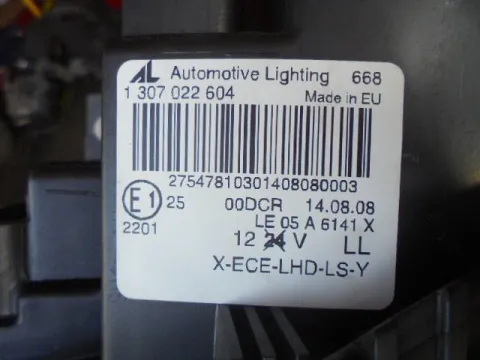 AL Automotive Lighting 668
1 307 022 604 Made in EU
27547810301408080003
E1 25 00DCR 14.08.08
2201 LE 05 A 6141 X
12 24 V LL
X-ECE-LHD-LS-Y